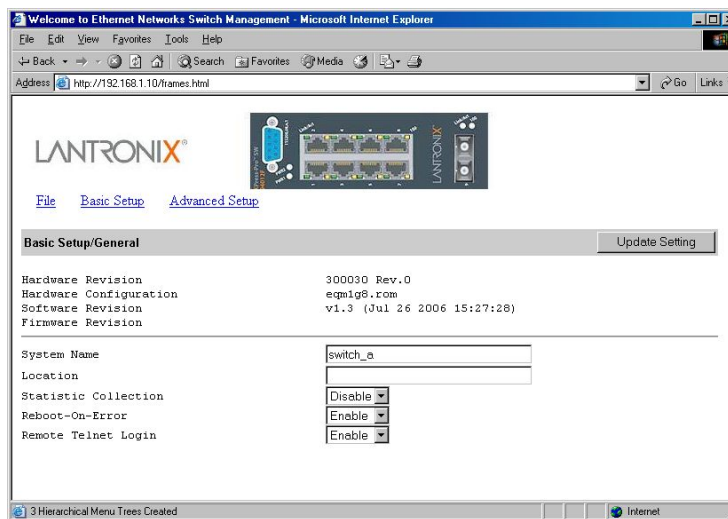 Welcome to Ethernet Networks Switch Management - Microsoft Internet Explorer
File Edit View Favorites Tools Help
Back Search Favorites Media
Address http://192.168.1.10/frames.html Go Links
LANTRONIX®
LANTRONIX
File Basic Setup Advanced Setup
Basic Setup/General Update Setting
Hardware Revision 300030 Rev.0
Hardware Configuration eqm1g8.rom
Software Revision v1.3 (Jul 26 2006 15:27:28)
Firmware Revision
System Name switch_a
Location
Statistic Collection Disable
Reboot-On-Error Enable
Remote Telnet Login Enable
3 Hierarchical Menu Trees Created Internet